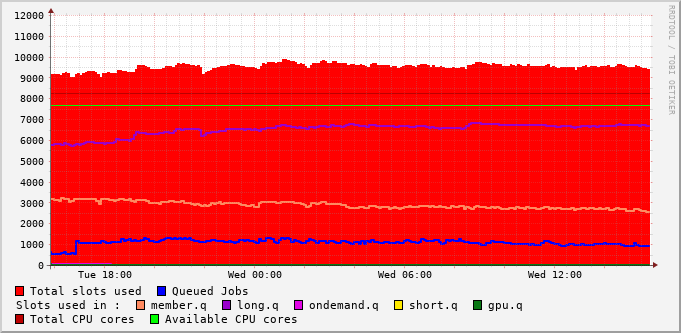 12000
11000
10000
9000
8000
7000
6000
5000
4000
3000
2000
1000
0
Tue 18:00 Wed 00:00 Wed 06:00 Wed 12:00
RRDTOOL / TOBI OETIKER
Total slots used Queued Jobs
Slots used in : member.q long.q ondemand.q short.q gpu.q
Total CPU cores Available CPU cores